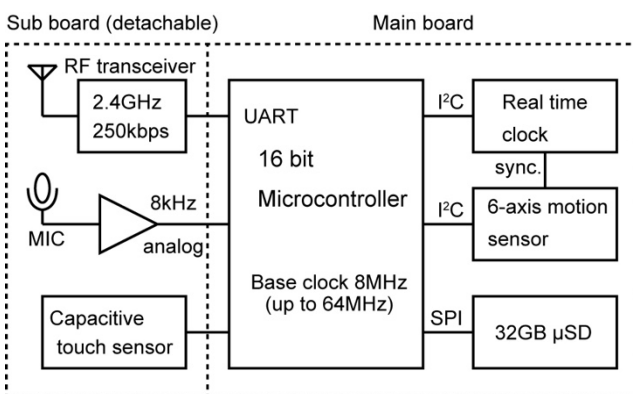 Sub board (detachable)
Main board
RF transceiver
2.4GHz
250kbps
UART
16 bit
Microcontroller
Base clock 8MHz
(up to 64MHz)
MIC
8kHz
analog
Capacitive
touch sensor
I²C
Real time
clock
sync.
I²C
6-axis motion
sensor
SPI
32GB µSD